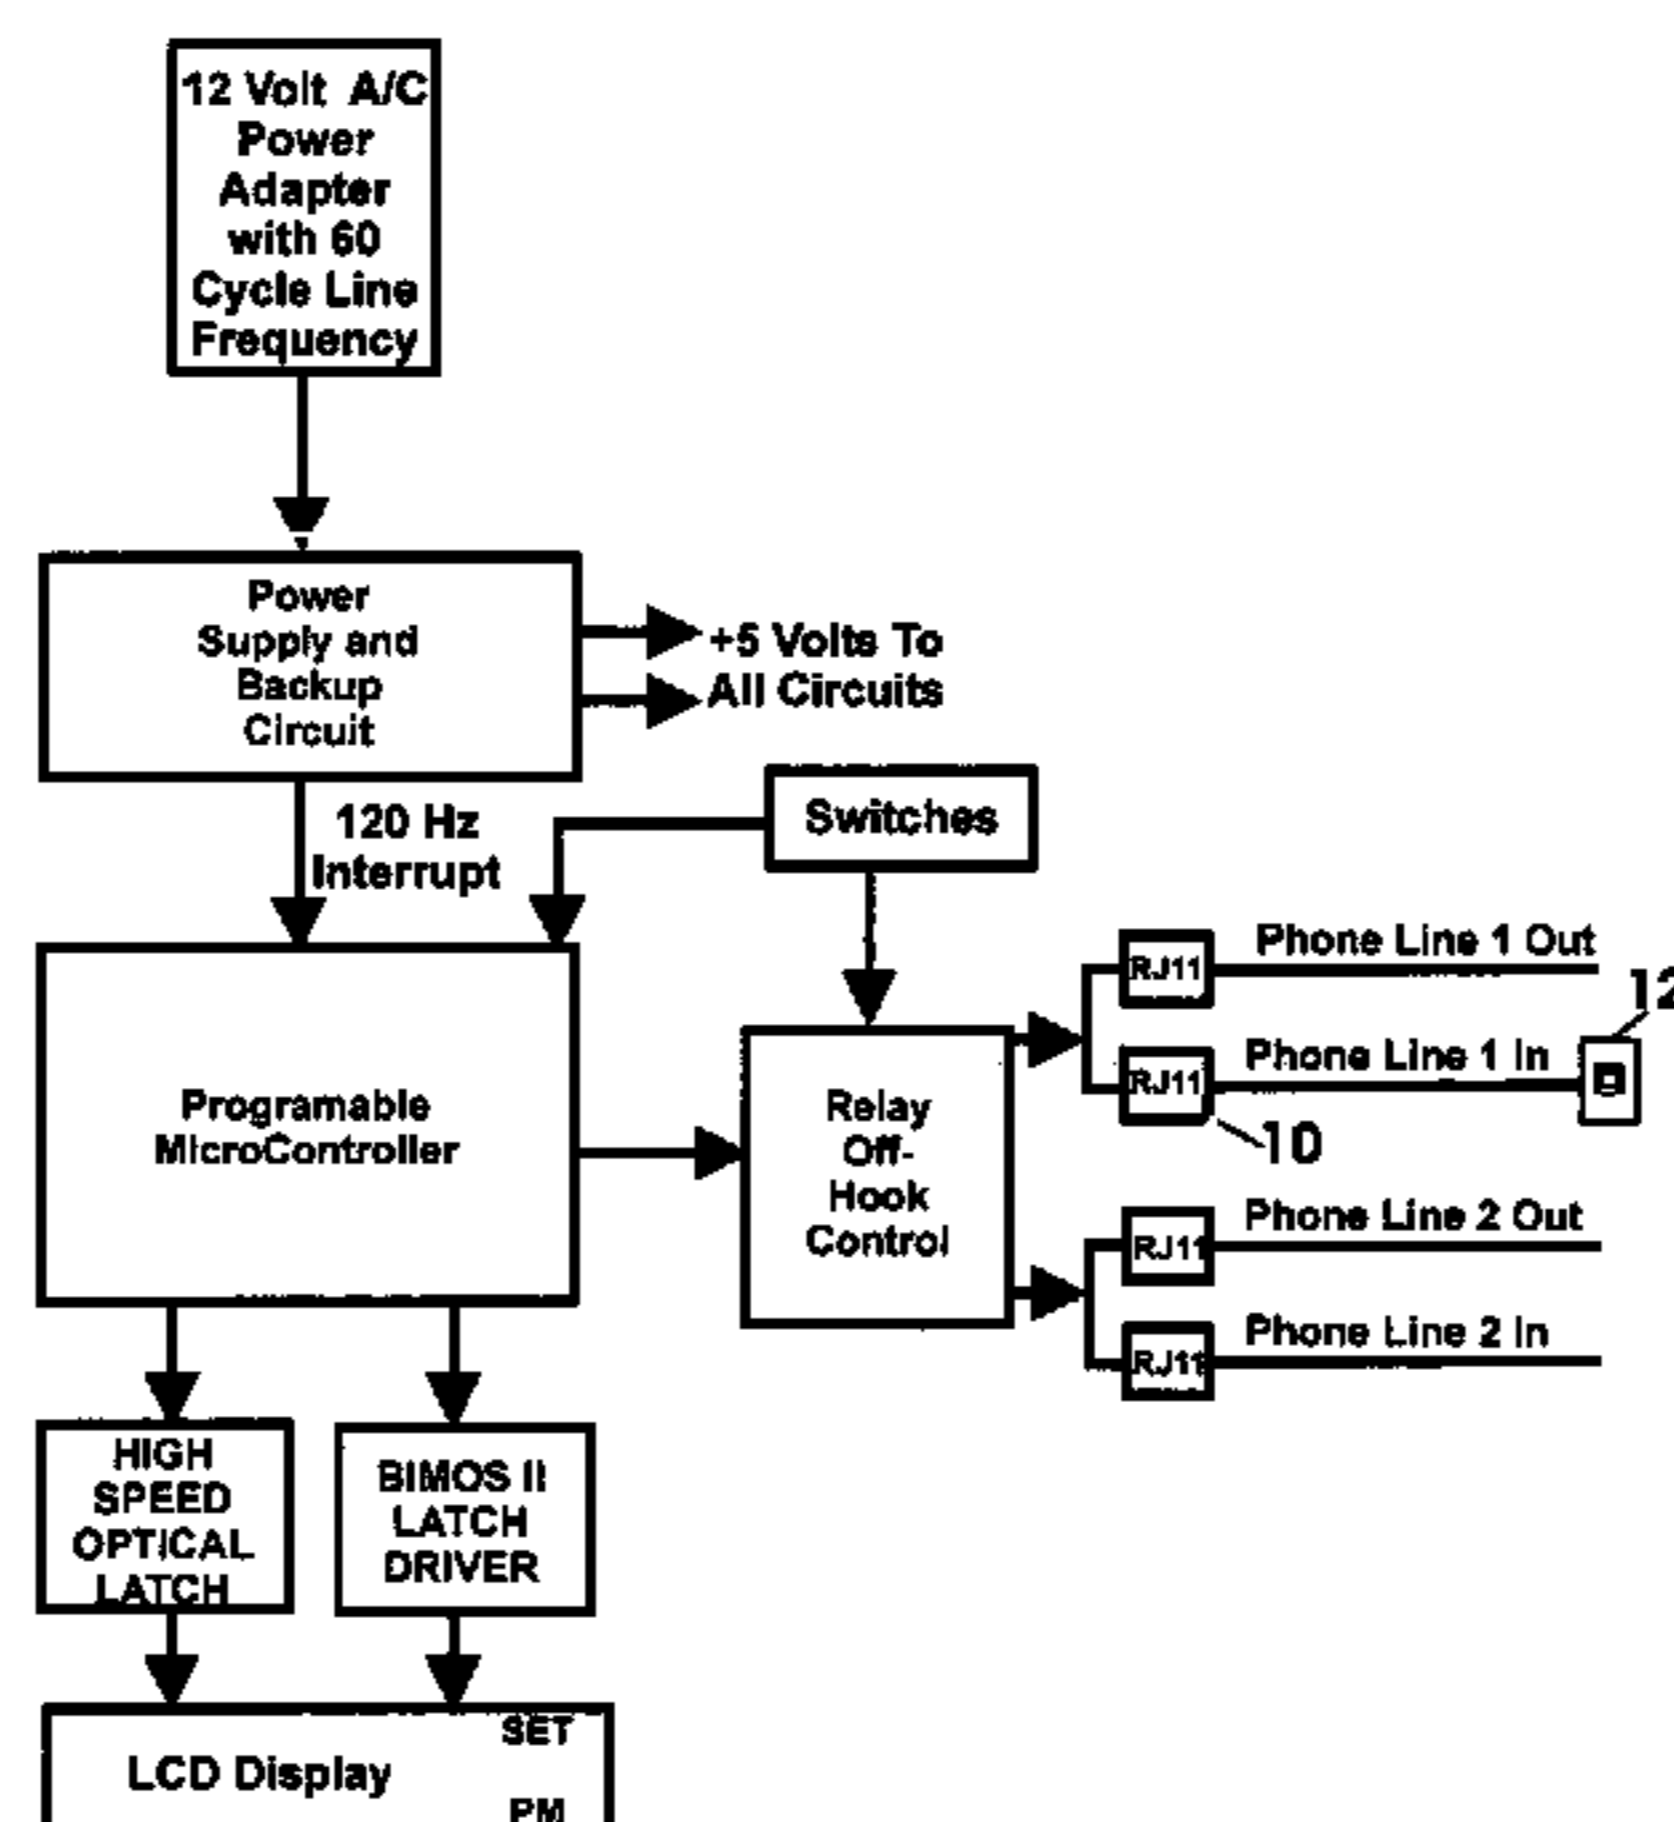 12 Volt A/C
Power
Adapter
with 60
Cycle Line
Frequency
Power
Supply and
Backup
Circuit
+5 Volts To
All Circuits
120 Hz
Interrupt
Switches
Programable
MicroController
Relay
Off-
Hook
Control
RJ11
Phone Line 1 Out
12
RJ11
Phone Line 1 In
10
RJ11
Phone Line 2 Out
RJ11
Phone Line 2 In
HIGH
SPEED
OPTICAL
LATCH
BIMOS II
LATCH
DRIVER
SET
LCD Display
PM